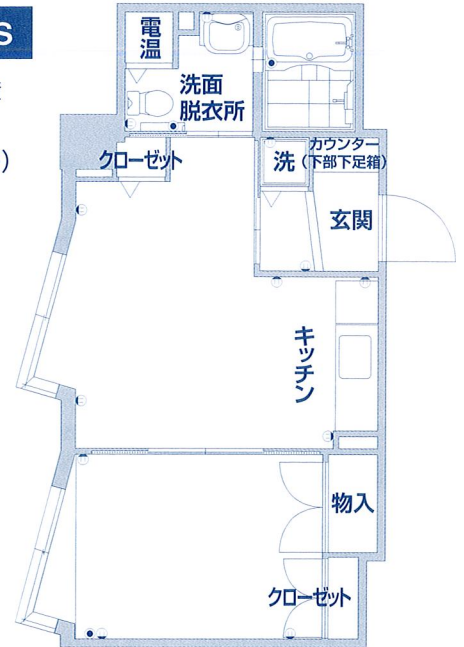 S
電温
洗面
脱衣所
クローゼット
)
洗
カウンター
(下部下足箱)
玄関
キッチン
物入
クローゼット